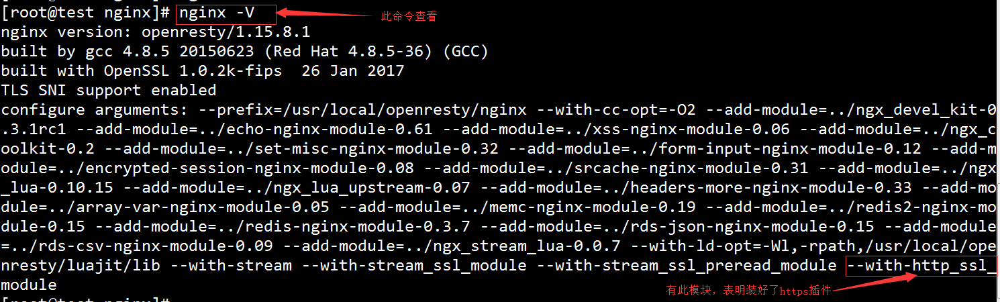 [root@test nginx]# nginx -V
此命令查看
nginx version: openresty/1.15.8.1
built by gcc 4.8.5 20150623 (Red Hat 4.8.5-36) (GCC)
built with OpenSSL 1.0.2k-fips  26 Jan 2017
TLS SNI support enabled
configure arguments: --prefix=/usr/local/openresty/nginx --with-cc-opt=-O2 --add-module=../ngx_devel_kit-0
.3.1rc1 --add-module=../echo-nginx-module-0.61 --add-module=../xss-nginx-module-0.06 --add-module=../ngx_c
oolkit-0.2 --add-module=../set-misc-nginx-module-0.32 --add-module=../form-input-nginx-module-0.12 --add-m
odule=../encrypted-session-nginx-module-0.08 --add-module=../srcache-nginx-module-0.31 --add-module=../ngx
_lua-0.10.15 --add-module=../ngx_lua_upstream-0.07 --add-module=../headers-more-nginx-module-0.33 --add-mo
dule=../array-var-nginx-module-0.05 --add-module=../memc-nginx-module-0.19 --add-module=../redis2-nginx-mo
dule-0.15 --add-module=../redis-nginx-module-0.3.7 --add-module=../rds-json-nginx-module-0.15 --add-module
=../rds-csv-nginx-module-0.09 --add-module=../ngx_stream_lua-0.0.7 --with-ld-opt=-Wl,-rpath,/usr/local/ope
nresty/luajit/lib --with-stream --with-stream_ssl_module --with-stream_ssl_preread_module --with-http_ssl_
module
有此模块，表明装好了https插件
[root@test nginx]#